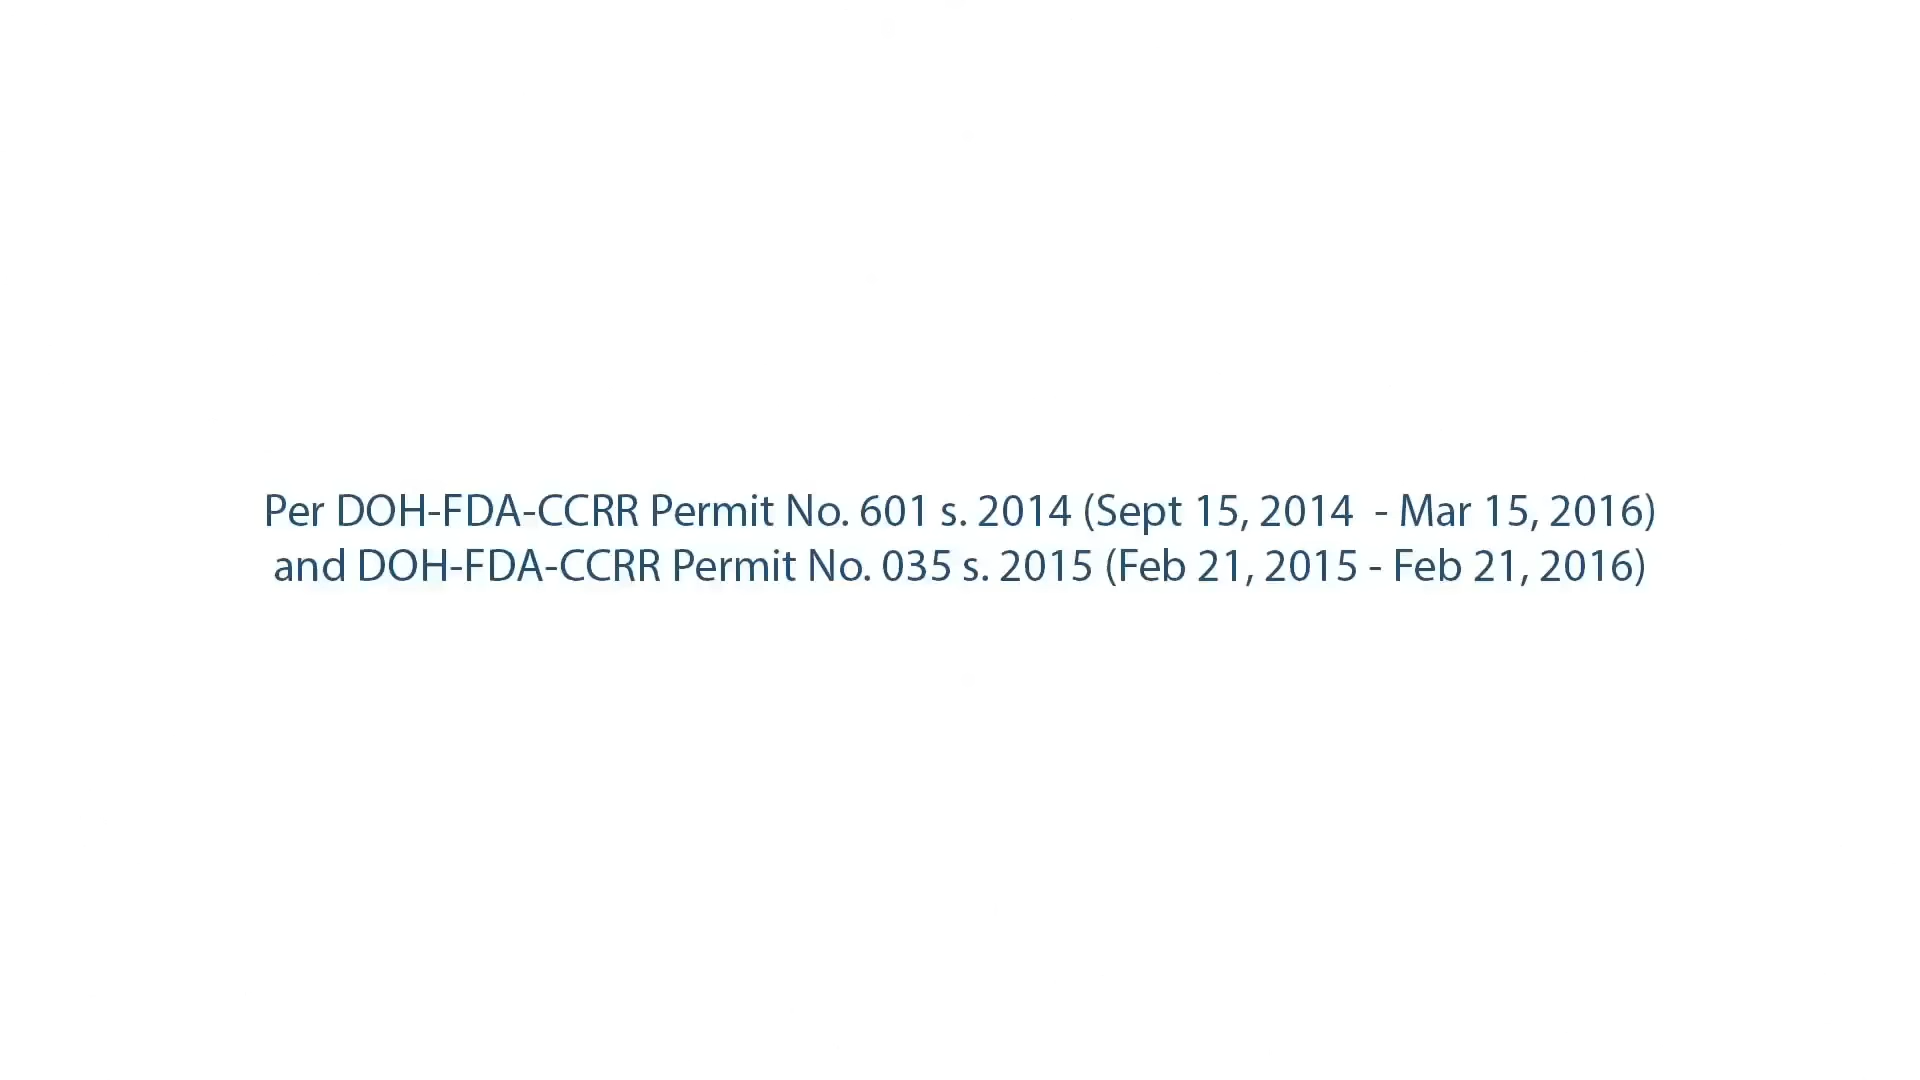 Per DOH-FDA-CCRR Permit No. 601 s. 2014 (Sept 15, 2014  - Mar 15, 2016)
and DOH-FDA-CCRR Permit No. 035 s. 2015 (Feb 21, 2015 - Feb 21, 2016)